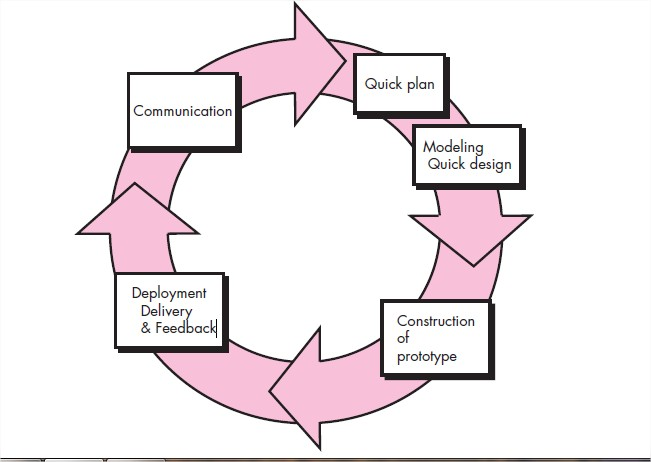 Communication
Quick plan
Modeling
Quick design
Construction
of
prototype
Deployment
Delivery
& Feedback